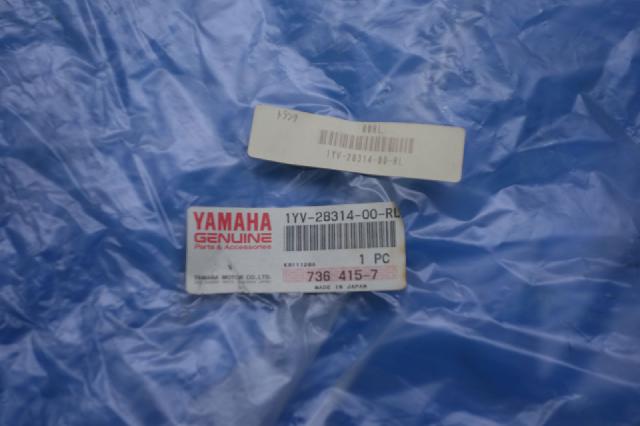 00RL
1YV-28314-00-RL
YAMAHA
GENUINE
Parts & Accessories
YAMAHA MOTOR CO., LTD.
1YV-28314-00-RL
1 PC
736 415-7
MADE IN JAPAN